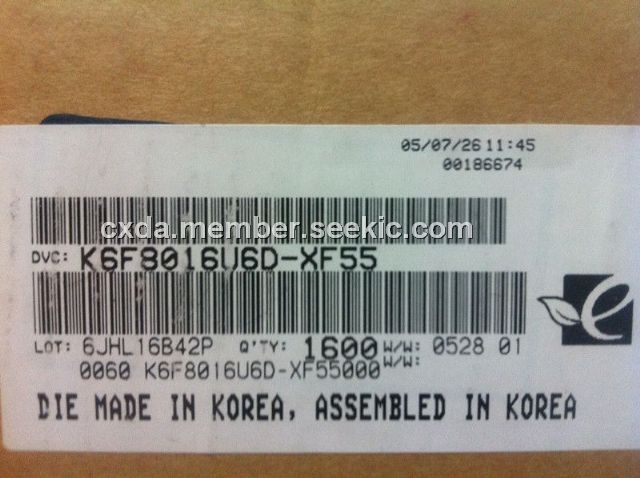 05/07/26 11:45
00186674
cxda.member.seekic.com
DVC: K6F8016U6D-XF55
LOT: 6JHL16B42P Q'TY: 1600 W/W: 0528 01
0060 K6F8016U6D-XF55000 W/W:
DIE MADE IN KOREA, ASSEMBLED IN KOREA
e